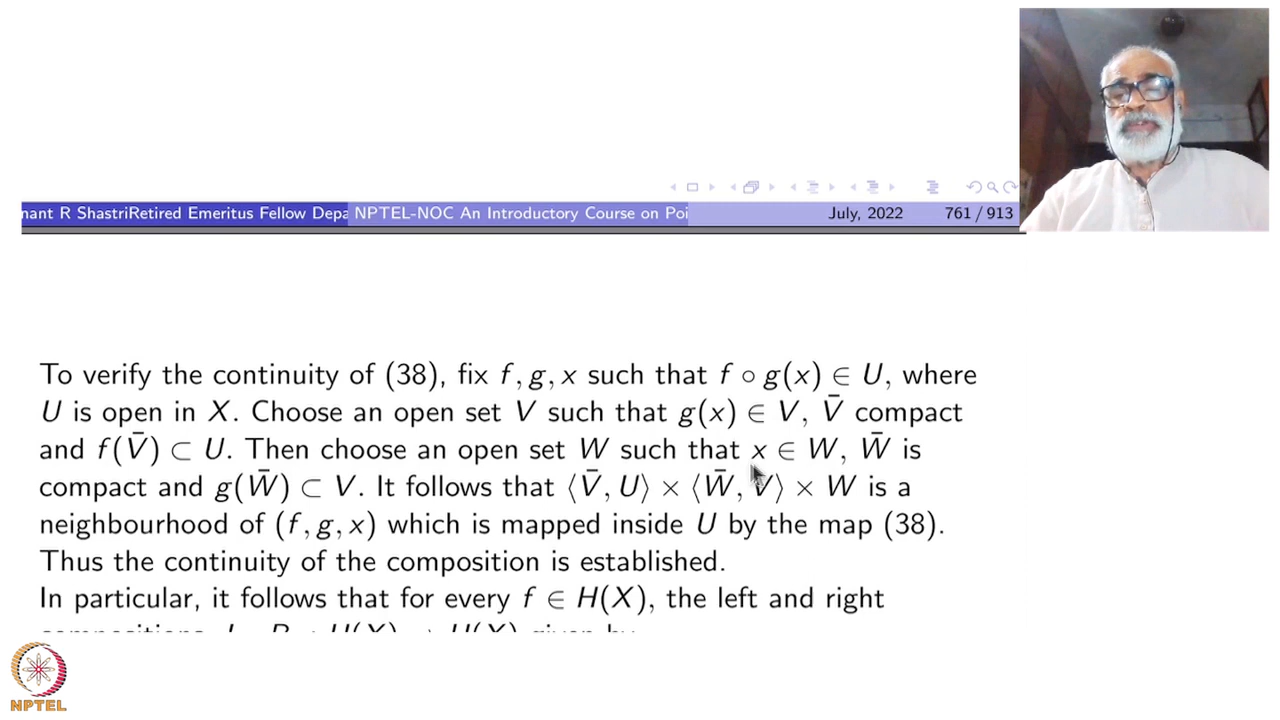 nant R ShastriRetired Emeritus Fellow Depa NPTEL-NOC An Introductory Course on Poi July, 2022 761 / 913
To verify the continuity of (38), fix f, g, x such that f ∘ g(x) ∈ U, where
U is open in X. Choose an open set V such that g(x) ∈ V, V̄ compact
and f(V̄) ⊂ U. Then choose an open set W such that x ∈ W, W̄ is
compact and g(W̄) ⊂ V. It follows that ⟨V̄, U⟩ × ⟨W̄, V⟩ × W is a
neighbourhood of (f, g, x) which is mapped inside U by the map (38).
Thus the continuity of the composition is established.
In particular, it follows that for every f ∈ H(X), the left and right
NPTEL